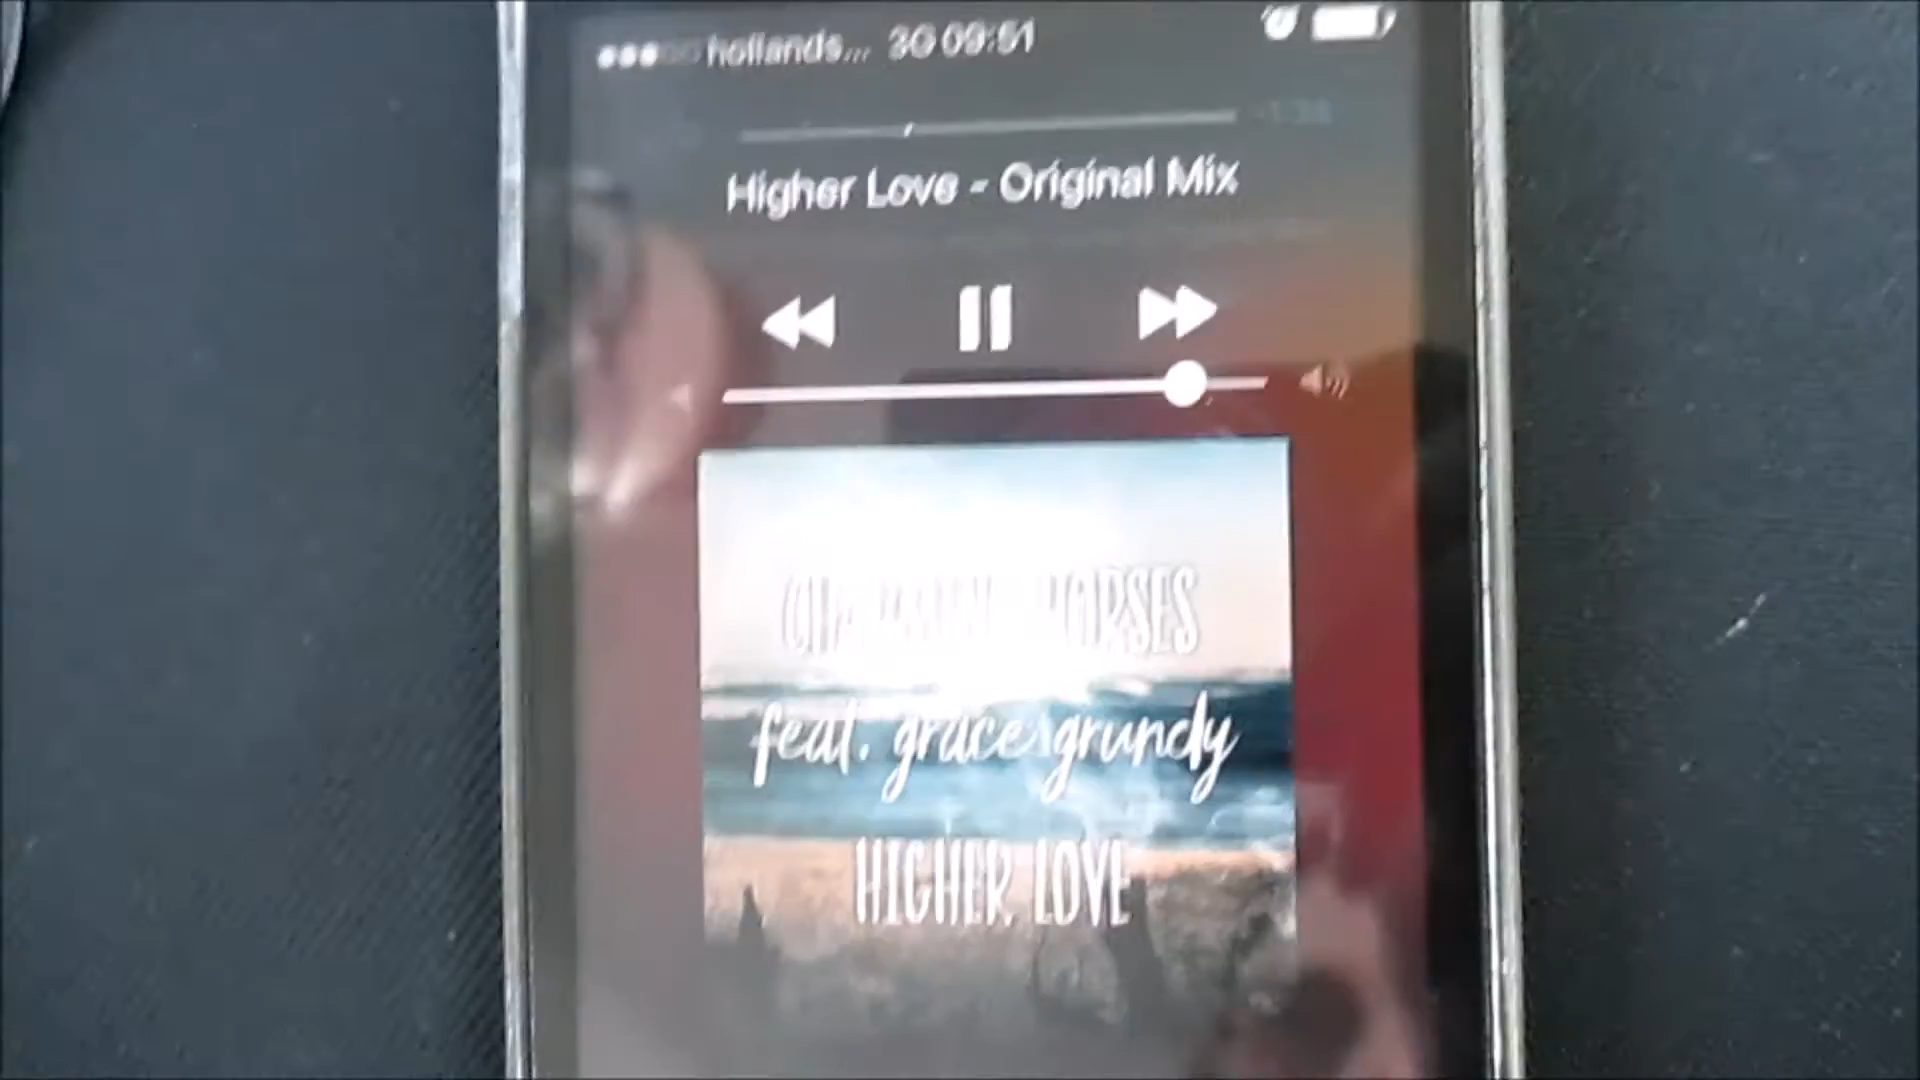 hollands... 3G 09:51
Higher Love - Original Mix
HORSES
feat. grace grundy
HIGHER LOVE